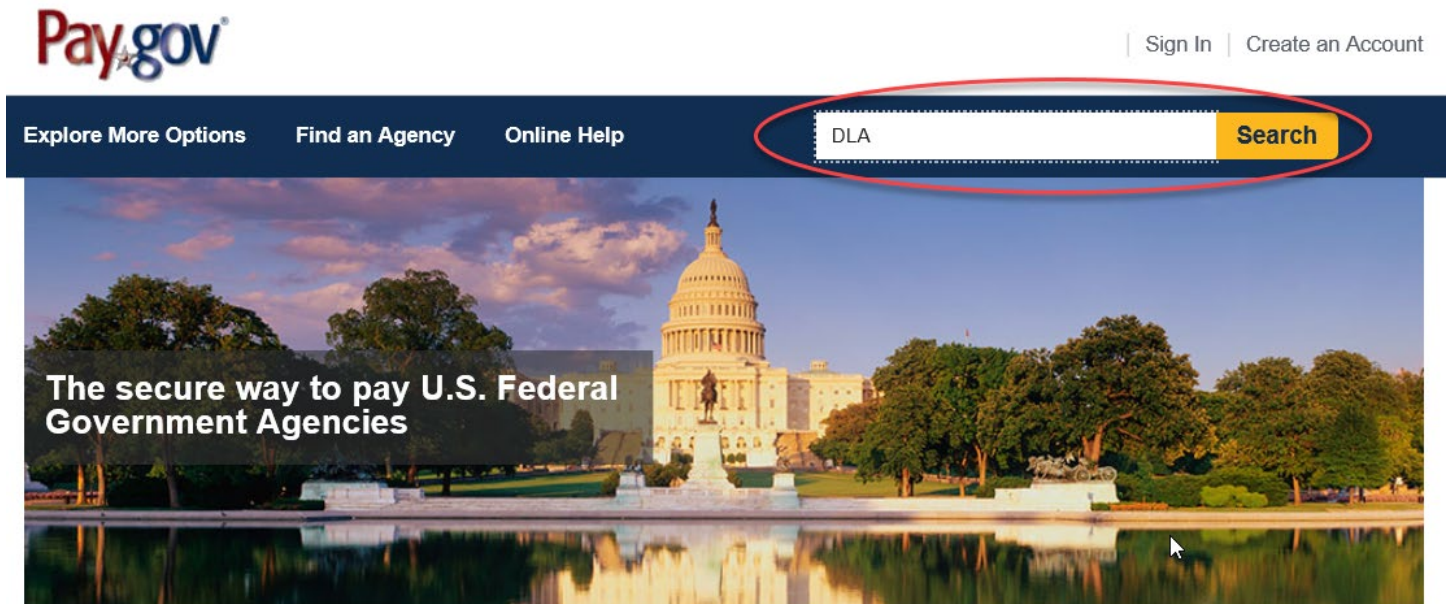 Pay.gov
Sign In | Create an Account
Explore More Options Find an Agency Online Help DLA Search
The secure way to pay U.S. Federal
Government Agencies